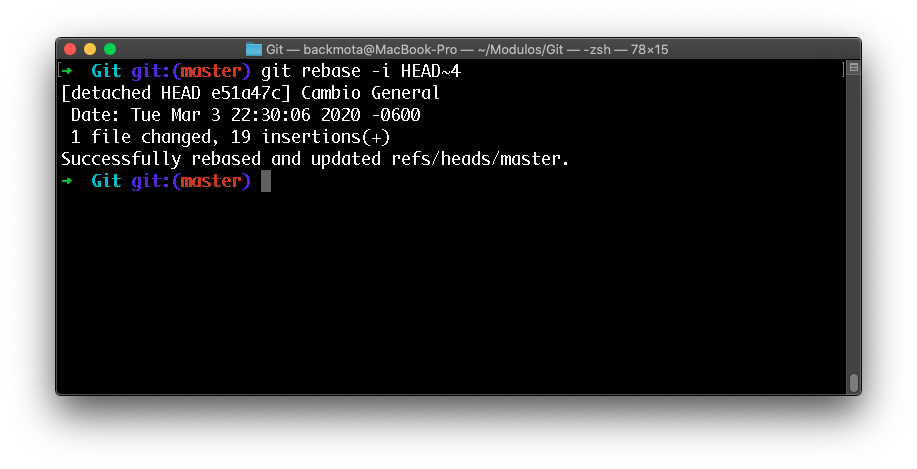 Git — backmota@MacBook-Pro — ~/Modulos/Git — -zsh — 78×15
[➜  Git git:(master) git rebase -i HEAD~4 ]
[detached HEAD e51a47c] Cambio General
 Date: Tue Mar 3 22:30:06 2020 -0600
 1 file changed, 19 insertions(+)
Successfully rebased and updated refs/heads/master.
➜  Git git:(master)